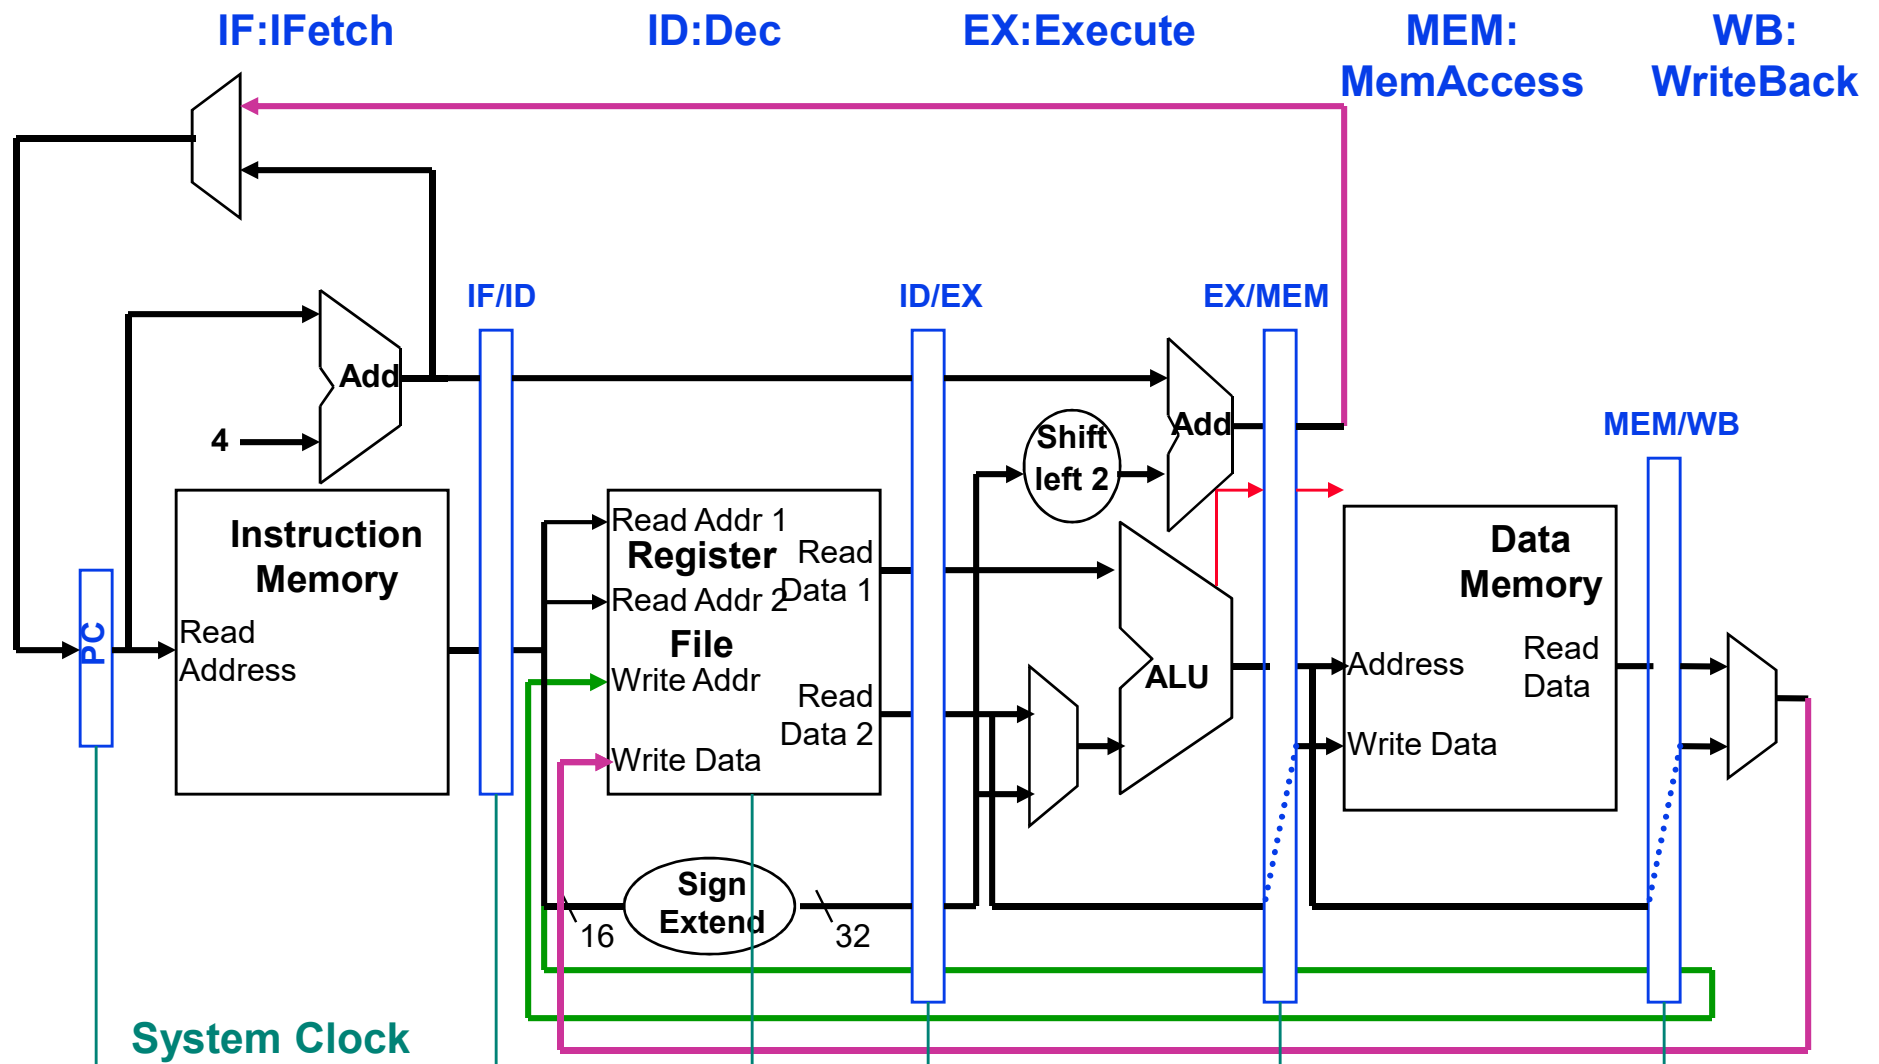 IF:IFetch
ID:Dec
EX:Execute
MEM:
MemAccess
WB:
WriteBack
IF/ID
ID/EX
EX/MEM
MEM/WB
Add
4
Add
Shift
left 2
Instruction
Memory
Read
Address
PC
Read Addr 1
Register
Read
Data 1
Read Addr 2
File
Write Addr
Read
Data 2
Write Data
ALU
Data
Memory
Address
Read
Data
Write Data
Sign
Extend
16
32
System Clock